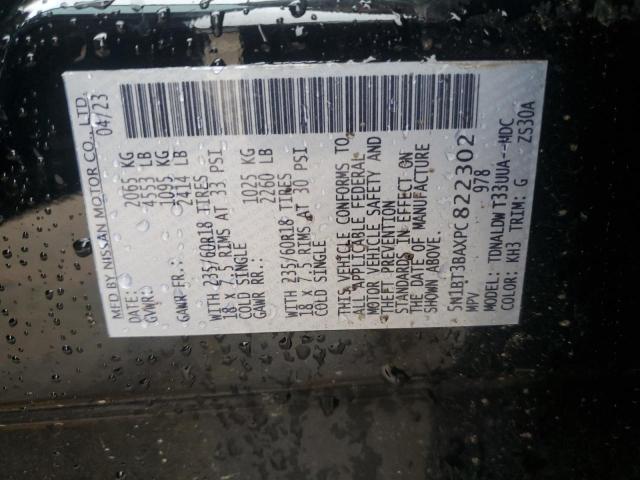 MFD BY NISSAN MOTOR CO., LTD.
DATE: 04/23
GVWR: 2065 KG
4553 LB
GAWR FR.: 1095 KG
2414 LB
WITH 235/60R18 TIRES
18 X 7.5 RIMS AT 33 PSI
COLD SINGLE
GAWR RR.: 1025 KG
2260 LB
WITH 235/60R18 TIRES
18 X 7.5 RIMS AT 30 PSI
COLD SINGLE
THIS VEHICLE CONFORMS TO
ALL APPLICABLE FEDERAL
MOTOR VEHICLE SAFETY AND
THEFT PREVENTION
STANDARDS IN EFFECT ON
THE DATE OF MANUFACTURE
SHOWN ABOVE.
5N1BT3BAXPC822302
MPV 978
MODEL: TDNALDWT33UUA--HDC
COLOR: KH3 TRIM: G ZS30A